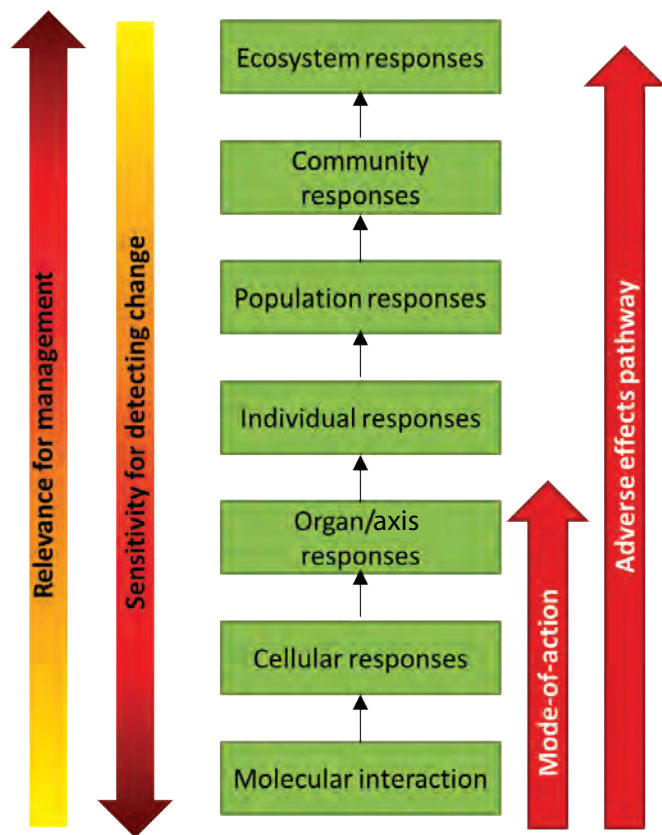 Relevance for management
Sensitivity for detecting change
Ecosystem responses
Community
responses
Population responses
Individual responses
Organ/axis
responses
Cellular responses
Molecular interaction
Mode-of-action
Adverse effects pathway